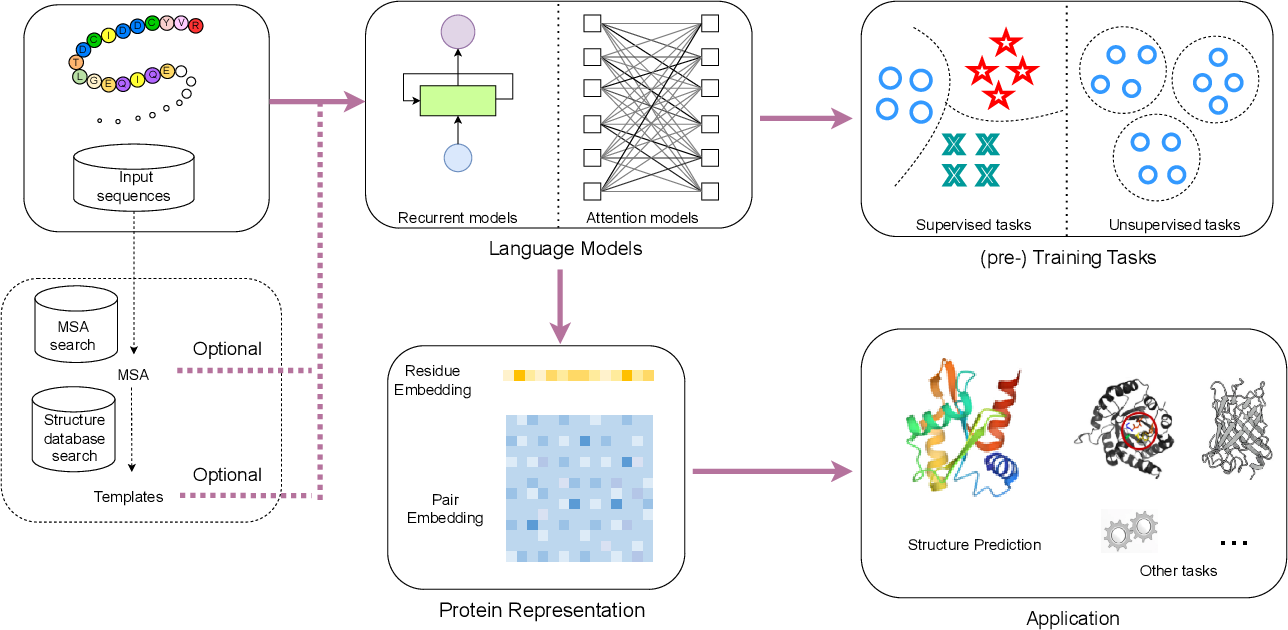 D C I D D C Y V R
T
L G E Q I Q E
Input
sequences
MSA
search
MSA
Structure
database
search
Templates
Optional
Optional
Recurrent models
Attention models
Language Models
Supervised tasks
Unsupervised tasks
(pre-) Training Tasks
Residue
Embedding
Pair
Embedding
Protein Representation
Structure Prediction
...
Other tasks
Application